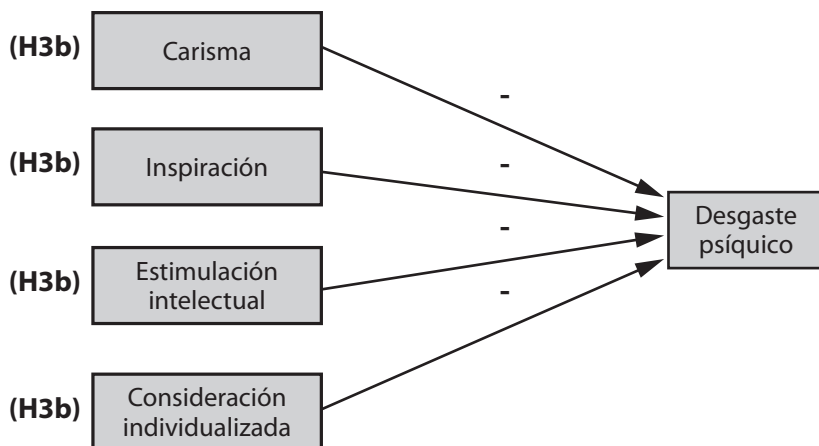 (H3b)
Carisma
-
(H3b)
Inspiración
-
Desgaste
psíquico
-
(H3b)
Estimulación
intelectual
-
(H3b)
Consideración
individualizada